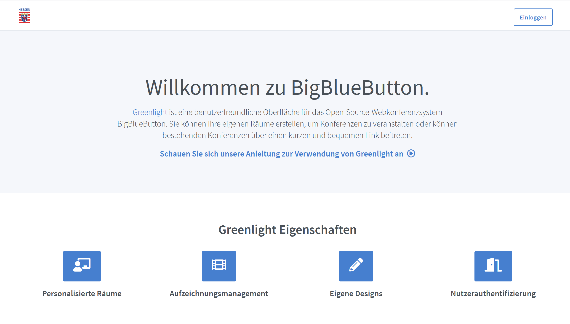 HESSEN
Einloggen
Willkommen zu BigBlueButton.
Greenlight ist eine benutzerfreundliche Oberfläche für das Open-Source-Webkonferenzsystem
BigBlueButton. Sie können Ihre eigenen Räume erstellen, um Konferenzen zu veranstalten oder können
bestehenden Konferenzen über einen kurzen und bequemen Link beitreten.
Schauen Sie sich unsere Anleitung zur Verwendung von Greenlight an
Greenlight Eigenschaften
Personalisierte Räume
Aufzeichnungsmanagement
Eigene Designs
Nutzerauthentifizierung